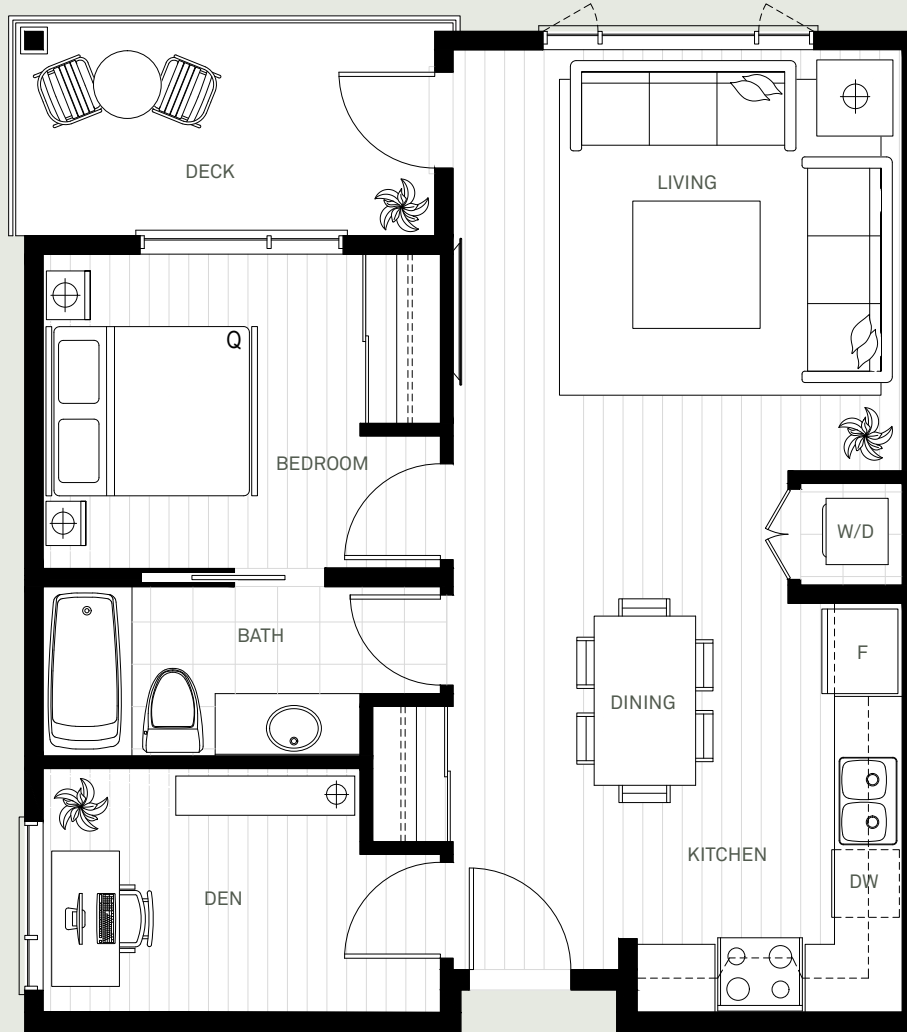 DECK
LIVING
Q
BEDROOM
W/D
BATH
F
DINING
KITCHEN
DW
DEN